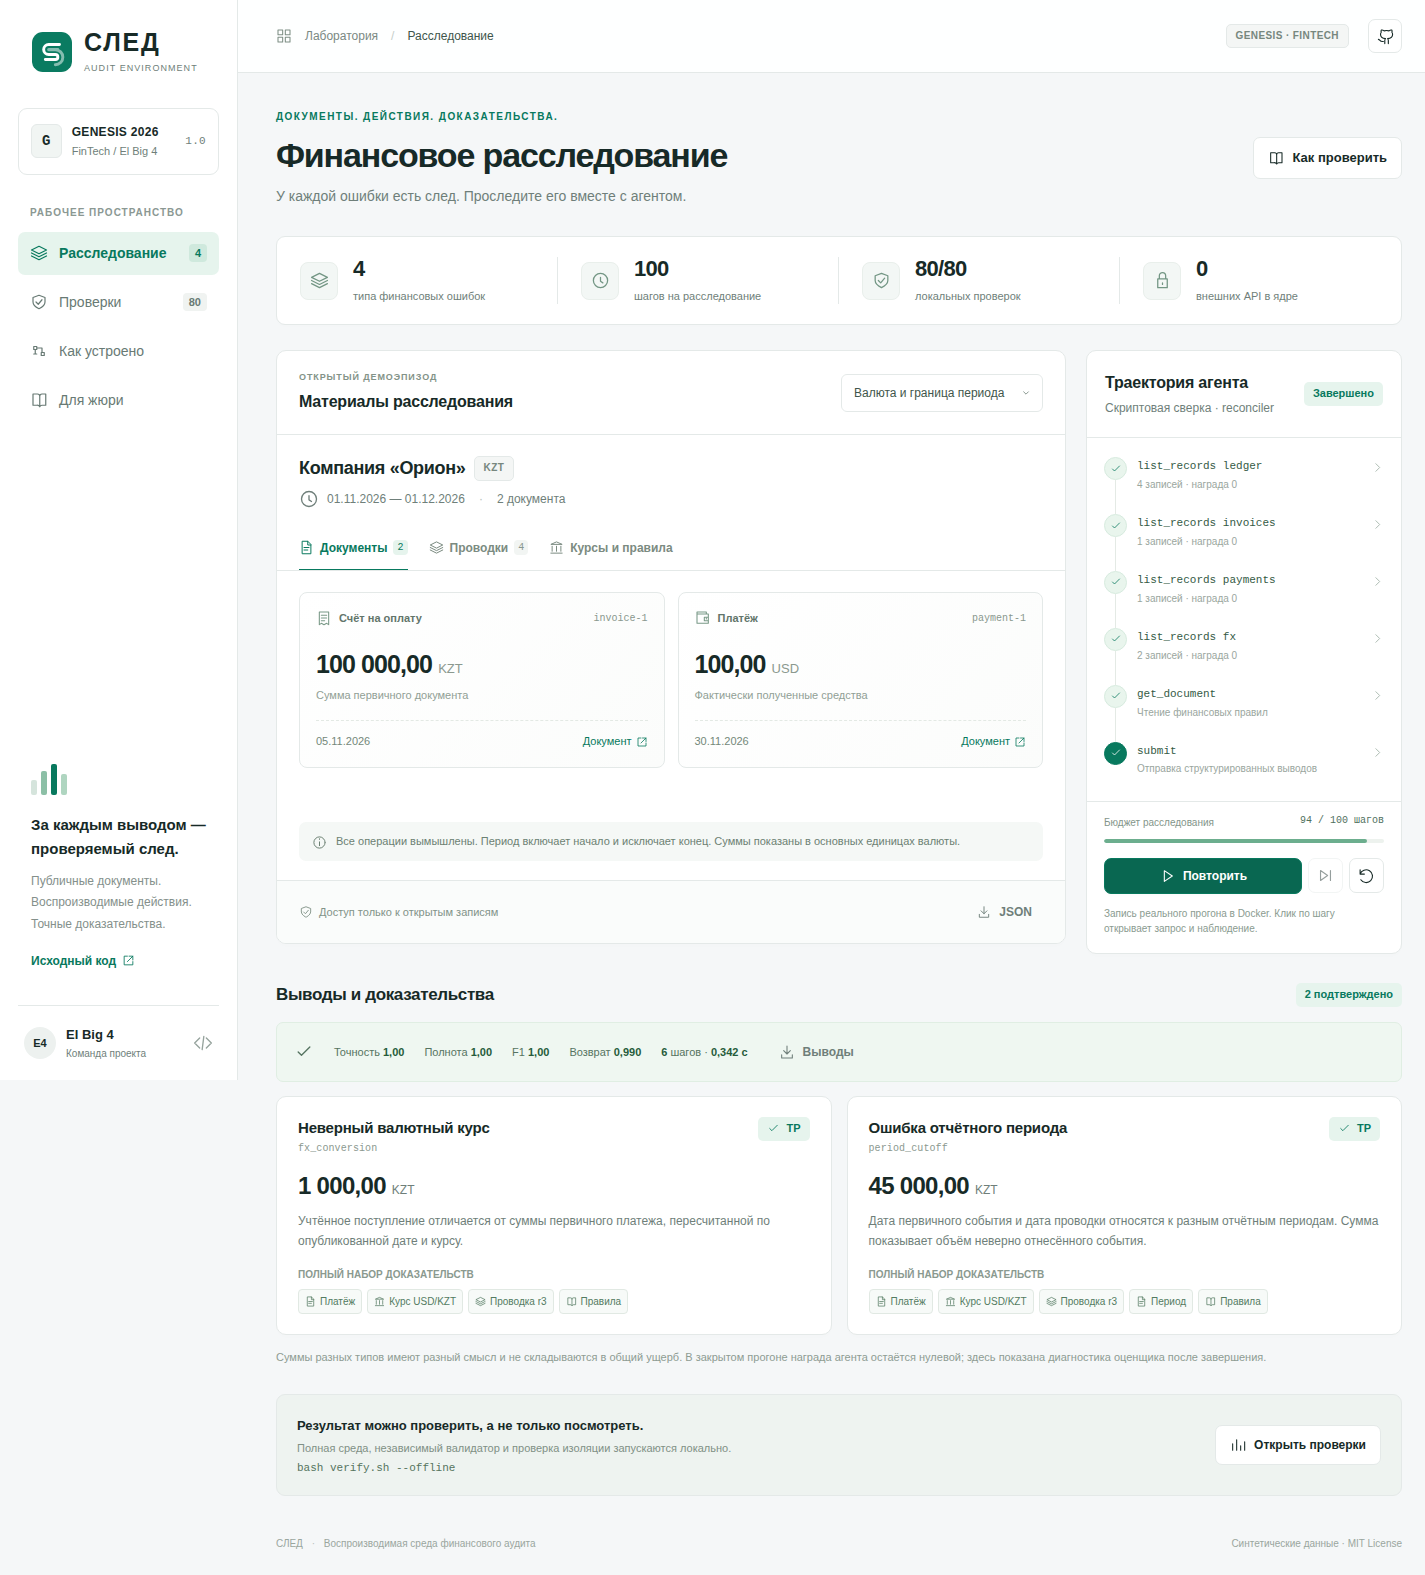 СЛЕД
AUDIT ENVIRONMENT
G
GENESIS 2026
FinTech / El Big 4
1.0
РАБОЧЕЕ ПРОСТРАНСТВО
Расследование 4
Проверки 80
Как устроено
Для жюри
За каждым выводом —
проверяемый след.
Публичные документы.
Воспроизводимые действия.
Точные доказательства.
Исходный код
E4
El Big 4
Команда проекта
Лаборатория / Расследование
GENESIS · FINTECH
ДОКУМЕНТЫ. ДЕЙСТВИЯ. ДОКАЗАТЕЛЬСТВА.
Финансовое расследование
У каждой ошибки есть след. Проследите его вместе с агентом.
Как проверить
4
типа финансовых ошибок
100
шагов на расследование
80/80
локальных проверок
0
внешних API в ядре
ОТКРЫТЫЙ ДЕМОЭПИЗОД
Материалы расследования
Валюта и граница периода
Компания «Орион» KZT
01.11.2026 — 01.12.2026 · 2 документа
Документы 2 Проводки 4 Курсы и правила
Счёт на оплату invoice-1
100 000,00 KZT
Сумма первичного документа
05.11.2026 Документ
Платёж payment-1
100,00 USD
Фактически полученные средства
30.11.2026 Документ
Все операции вымышлены. Период включает начало и исключает конец. Суммы показаны в основных единицах валюты.
Доступ только к открытым записям
JSON
Траектория агента
Скриптовая сверка · reconciler
Завершено
list_records ledger
4 записей · награда 0
list_records invoices
1 записей · награда 0
list_records payments
1 записей · награда 0
list_records fx
2 записей · награда 0
get_document
Чтение финансовых правил
submit
Отправка структурированных выводов
Бюджет расследования 94 / 100 шагов
Повторить
Запись реального прогона в Docker. Клик по шагу
открывает запрос и наблюдение.
Выводы и доказательства
2 подтверждено
Точность 1,00 Полнота 1,00 F1 1,00 Возврат 0,990 6 шагов · 0,342 с Выводы
Неверный валютный курс TP
fx_conversion
1 000,00 KZT
Учтённое поступление отличается от суммы первичного платежа, пересчитанной по
опубликованной дате и курсу.
ПОЛНЫЙ НАБОР ДОКАЗАТЕЛЬСТВ
Платёж Курс USD/KZT Проводка r3 Правила
Ошибка отчётного периода TP
period_cutoff
45 000,00 KZT
Дата первичного события и дата проводки относятся к разным отчётным периодам. Сумма
показывает объём неверно отнесённого события.
ПОЛНЫЙ НАБОР ДОКАЗАТЕЛЬСТВ
Платёж Курс USD/KZT Проводка r3 Период Правила
Суммы разных типов имеют разный смысл и не складываются в общий ущерб. В закрытом прогоне награда агента остаётся нулевой; здесь показана диагностика оценщика после завершения.
Результат можно проверить, а не только посмотреть.
Полная среда, независимый валидатор и проверка изоляции запускаются локально.
bash verify.sh --offline
Открыть проверки
СЛЕД · Воспроизводимая среда финансового аудита
Синтетические данные · MIT License